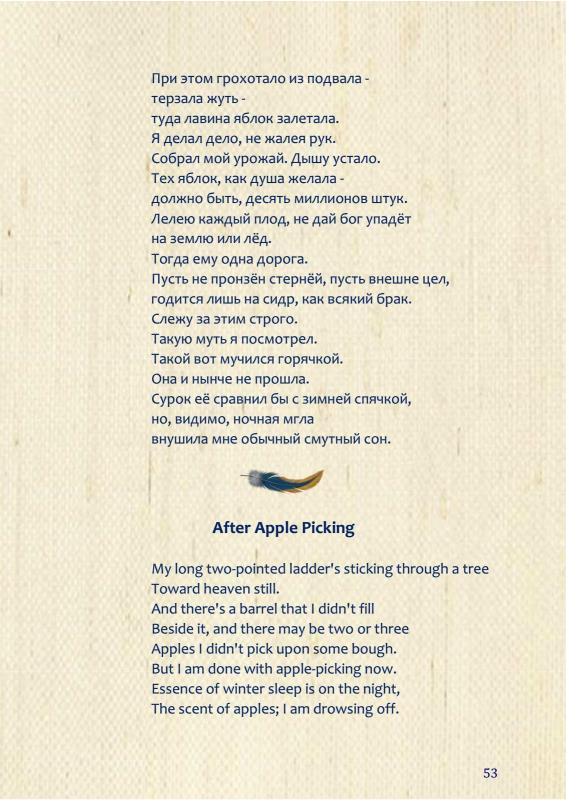 При этом грохотало из подвала -
терзала жуть -
туда лавина яблок залетала.
Я делал дело, не жалея рук.
Собрал мой урожай. Дышу устало.
Тех яблок, как душа желала -
должно быть, десять миллионов штук.
Лелею каждый плод, не дай бог упадёт
на землю или лёд.
Тогда ему одна дорога.
Пусть не пронзён стернёй, пусть внешне цел,
годится лишь на сидр, как всякий брак.
Слежу за этим строго.
Такую муть я посмотрел.
Такой вот мучился горячкой.
Она и нынче не прошла.
Сурок её сравнил бы с зимней спячкой,
но, видимо, ночная мгла
внушила мне обычный смутный сон.
After Apple Picking
My long two-pointed ladder's sticking through a tree
Toward heaven still.
And there's a barrel that I didn't fill
Beside it, and there may be two or three
Apples I didn't pick upon some bough.
But I am done with apple-picking now.
Essence of winter sleep is on the night,
The scent of apples; I am drowsing off.
53